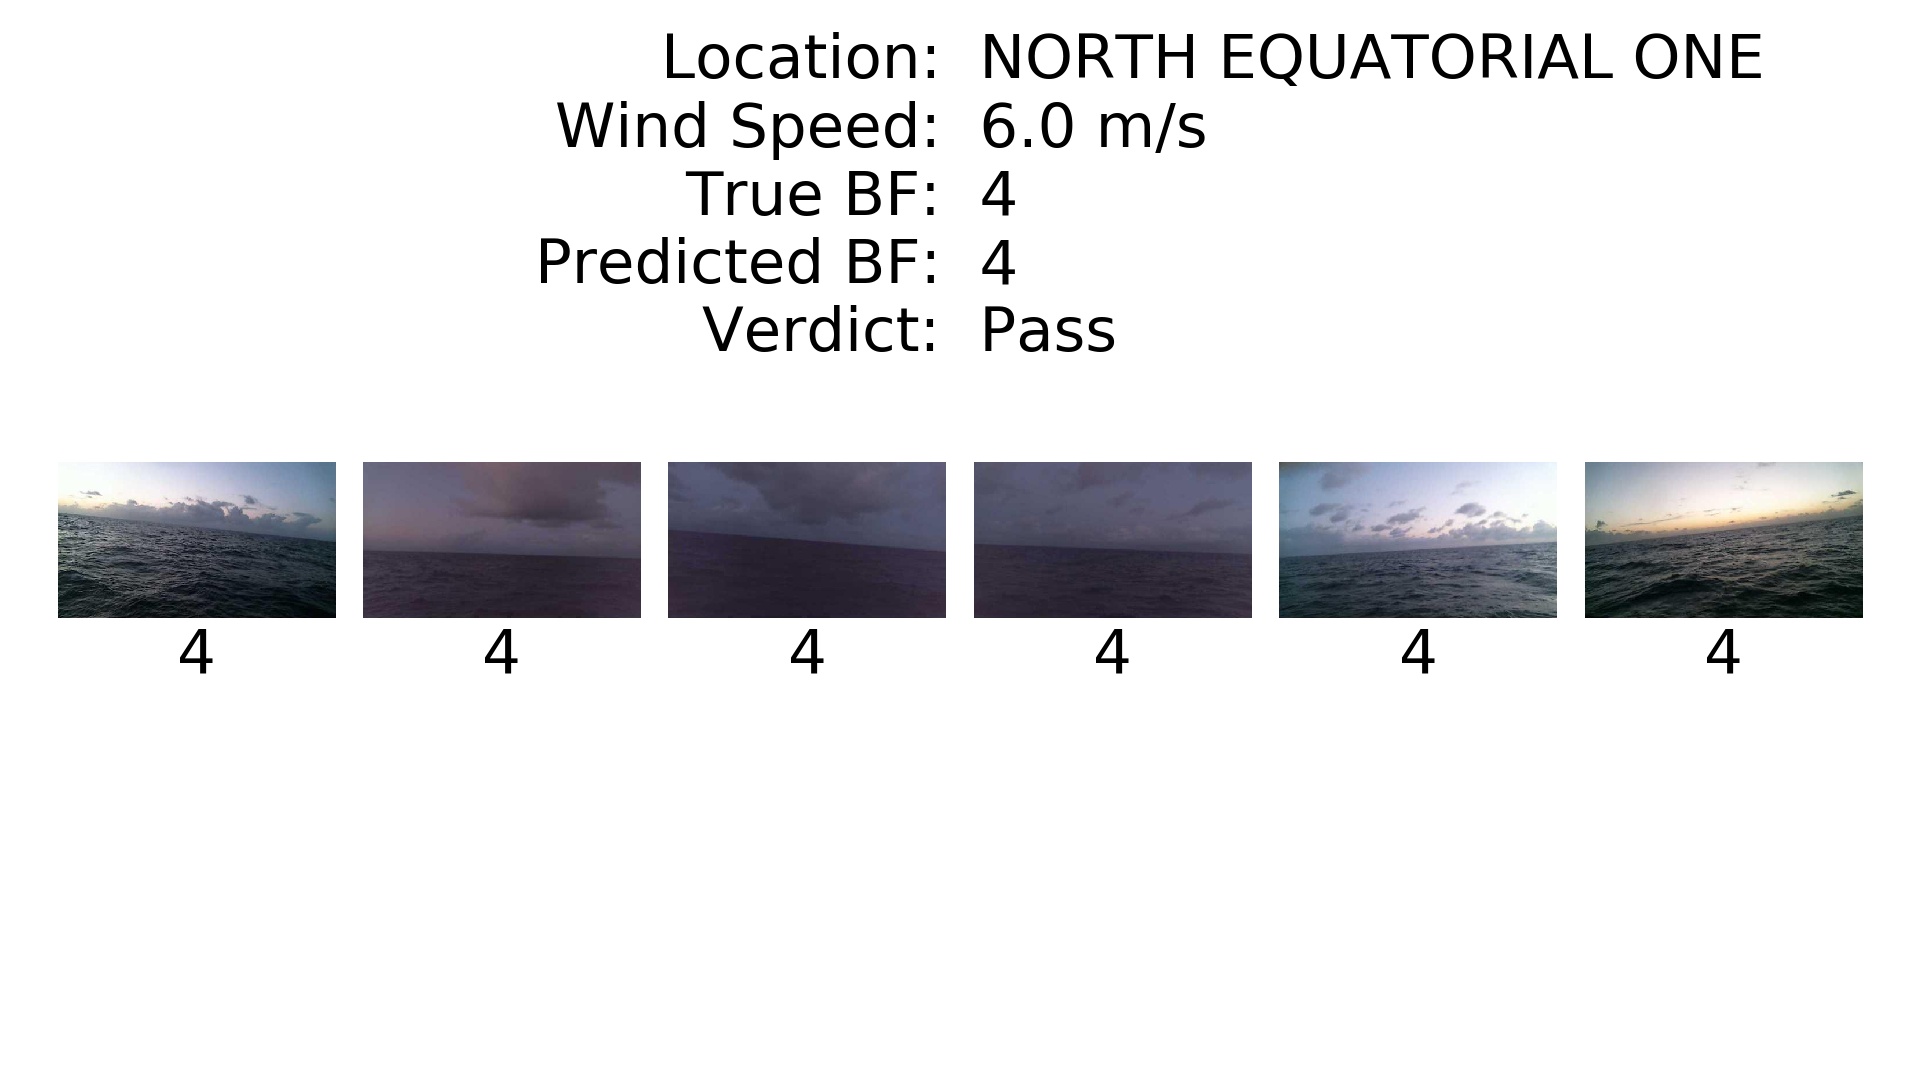 Location: NORTH EQUATORIAL ONE
Wind Speed: 6.0 m/s
True BF: 4
Predicted BF: 4
Verdict: Pass
4 4 4 4 4 4